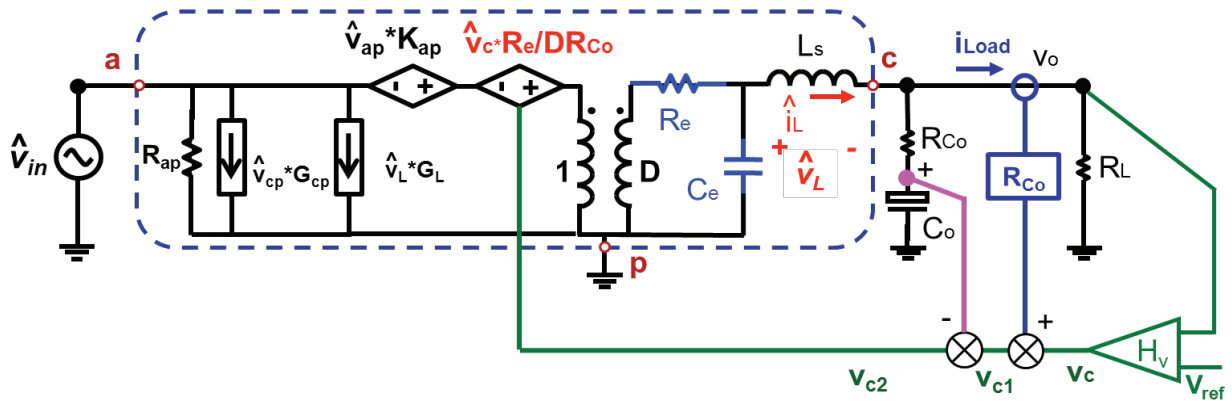 v̂ap*Kap
v̂c*Re/DRCo
Ls
a
c
iLoad
vo
- +
- +
Re
îL
+ -
v̂L
RCo
+
v̂in
Rap
v̂cp*Gcp
v̂L*GL
1
D
Ce
RCo
RL
Co
p
-
+
Hv
vc2
vc1
vc
Vref